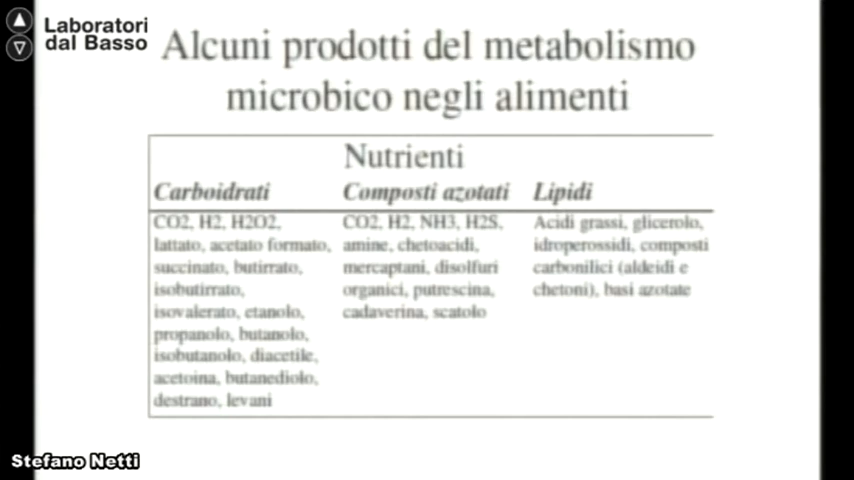 Laboratori
dal Basso
Alcuni prodotti del metabolismo
microbico negli alimenti
Nutrienti
Carboidrati Composti azotati Lipidi
CO2, H2, H2O2,
lattato, acetato formato,
succinato, butirrato,
isobutirrato,
isovalerato, etanolo,
propanolo, butanolo,
isobutanolo, diacetile,
acetoina, butanediolo,
destrano, levani
CO2, H2, NH3, H2S,
amine, chetoacidi,
mercaptani, disolfuri
organici, putrescina,
cadaverina, scatolo
Acidi grassi, glicerolo,
idroperossidi, composti
carbonilici (aldeidi e
chetoni), basi azotate
Stefano Netti